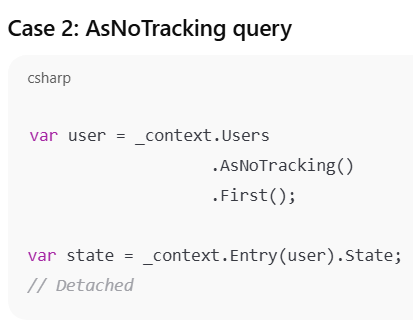 Case 2: AsNoTracking query
csharp
var user = _context.Users
.AsNoTracking()
.First();
var state = _context.Entry(user).State;
// Detached